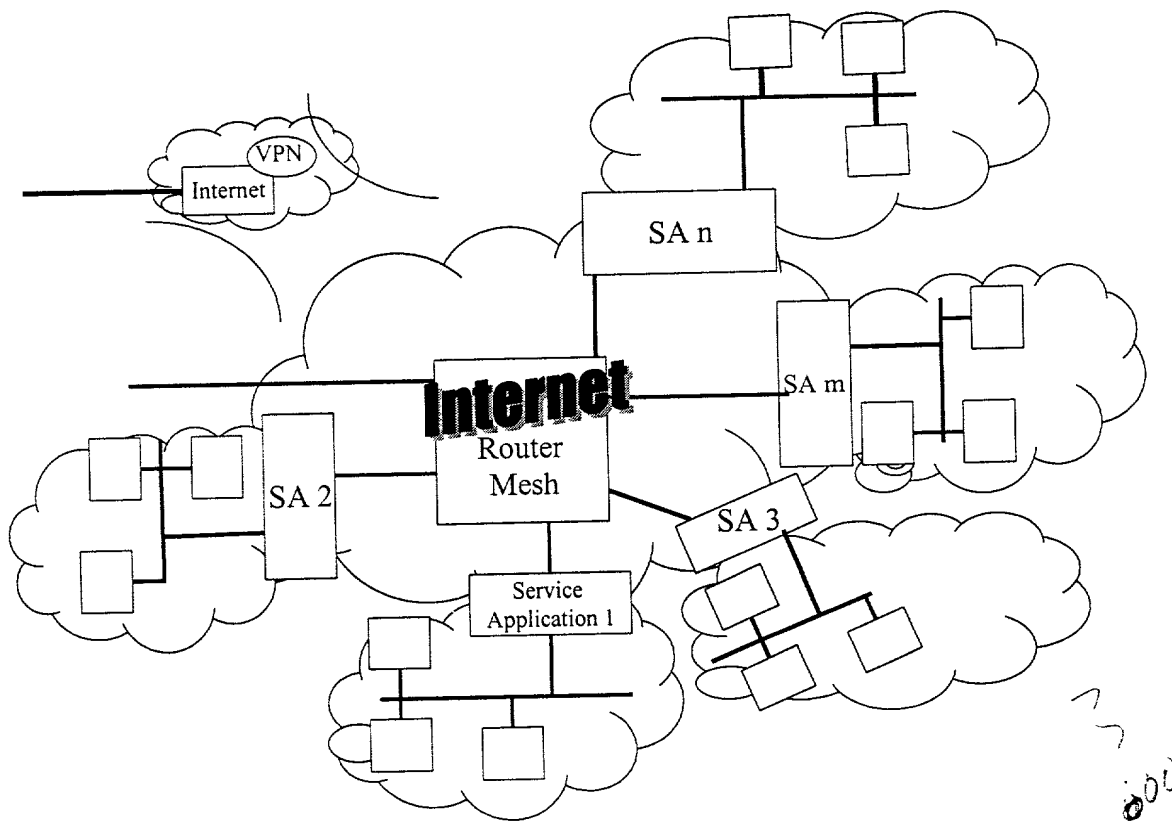 VPN
Internet
SA n
Internet
SA m
Router
Mesh
SA 2
SA 3
Service
Application 1